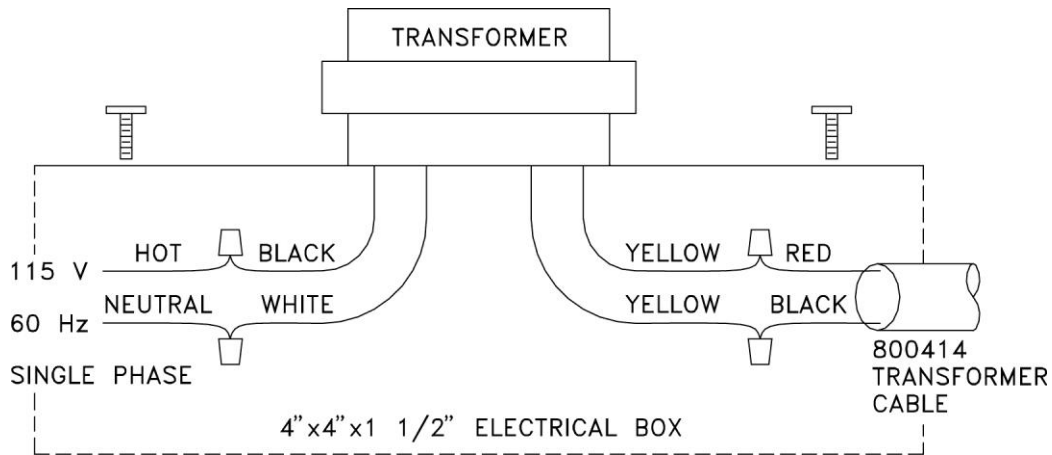 TRANSFORMER
HOT BLACK YELLOW RED
115 V
NEUTRAL WHITE YELLOW BLACK
60 Hz
SINGLE PHASE
800414
TRANSFORMER
CABLE
4"x4"x1 1/2" ELECTRICAL BOX